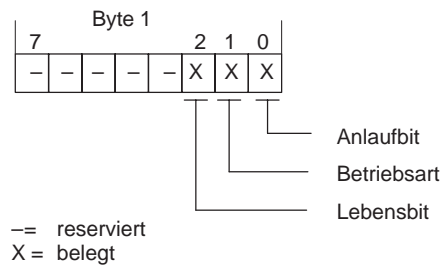 Byte 1
7 2 1 0
– – – – – X X X
Anlaufbit
Betriebsart
Lebensbit
–= reserviert
X = belegt